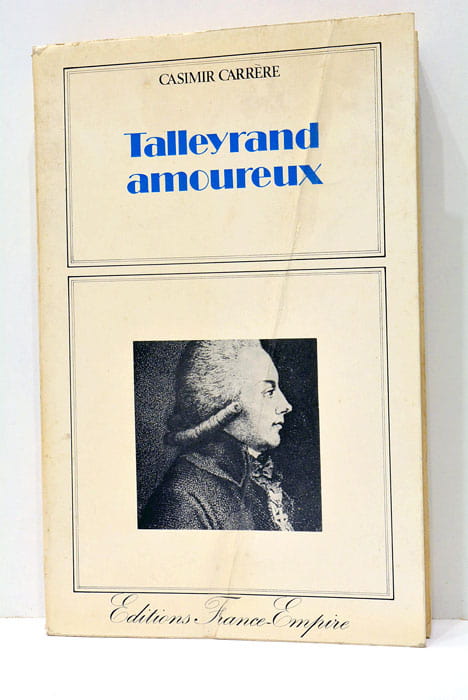 CASIMIR CARRÈRE
Talleyrand
amoureux
Editions France-Empire